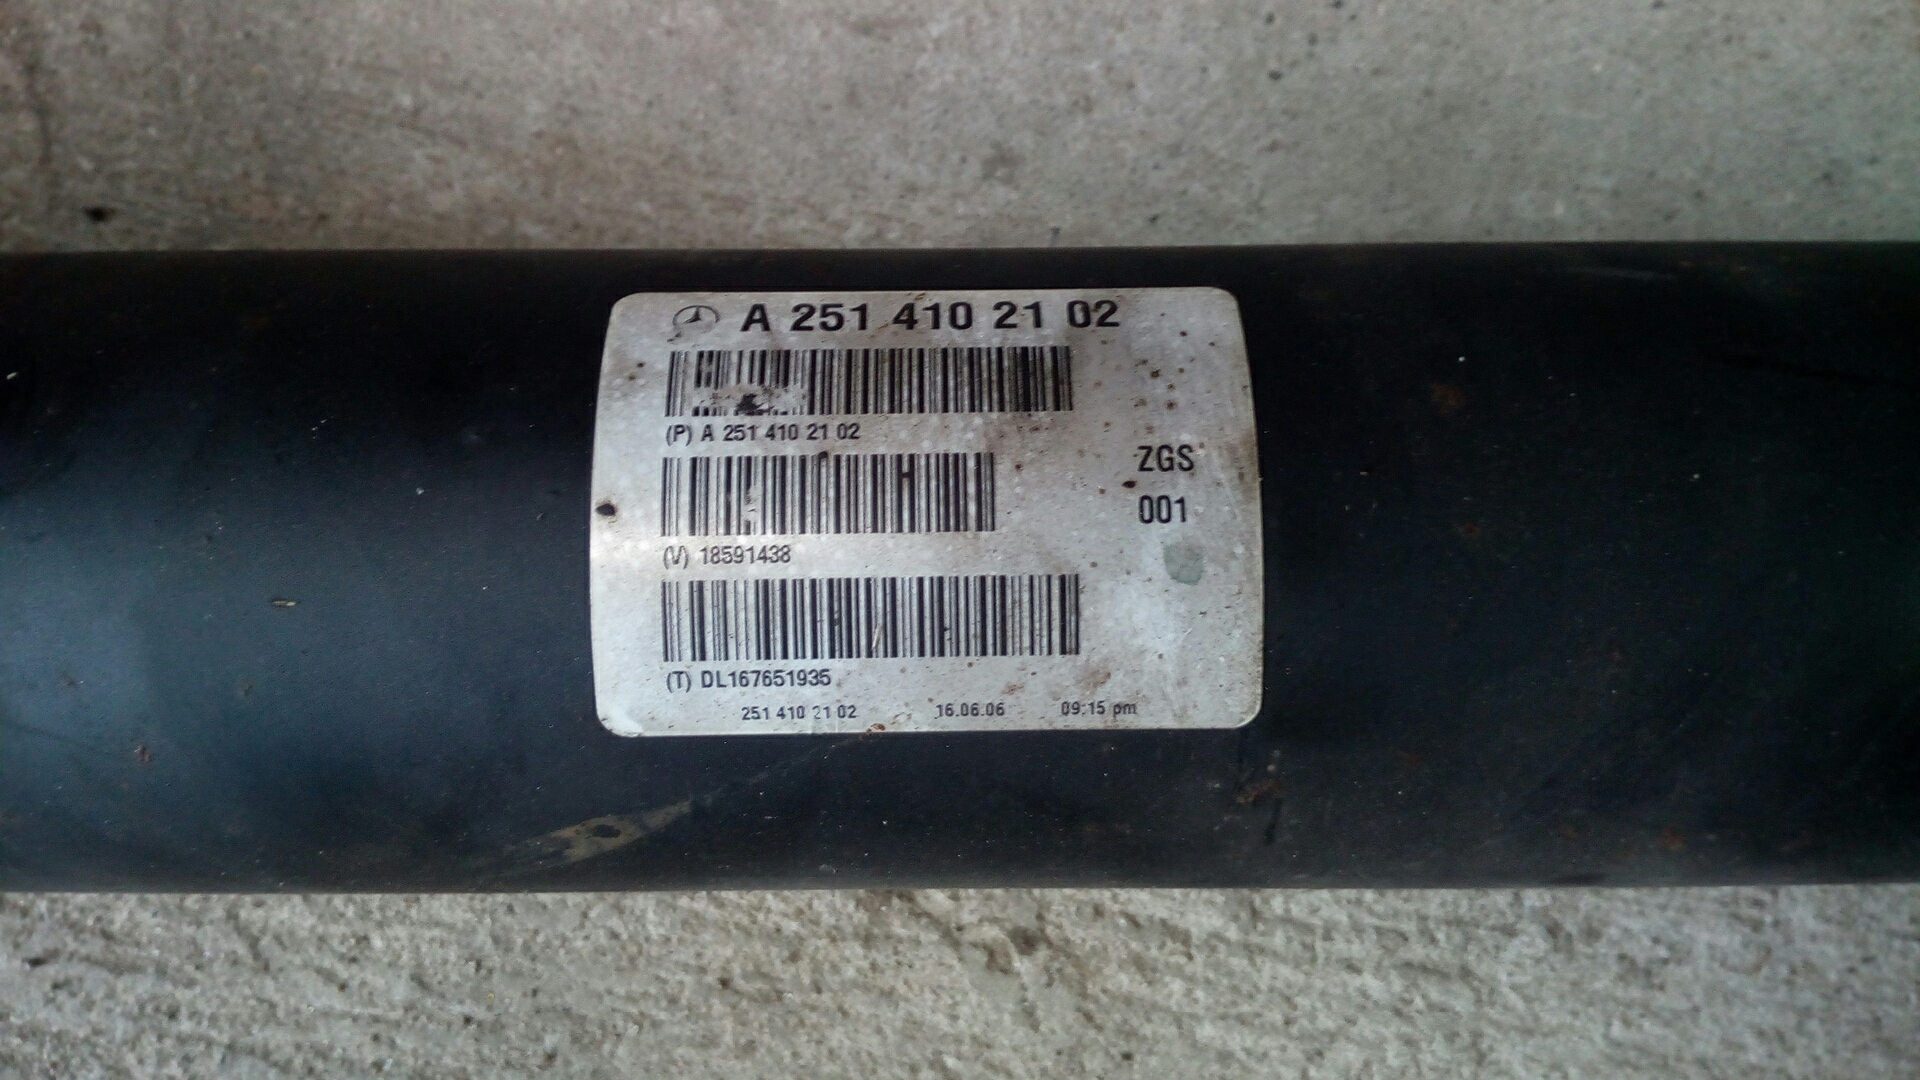 A 251 410 21 02
(P) A 251 410 21 02
ZGS
001
(V) 18591438
(T) DL167651935
251 410 21 02 16.06.06 09:15 pm